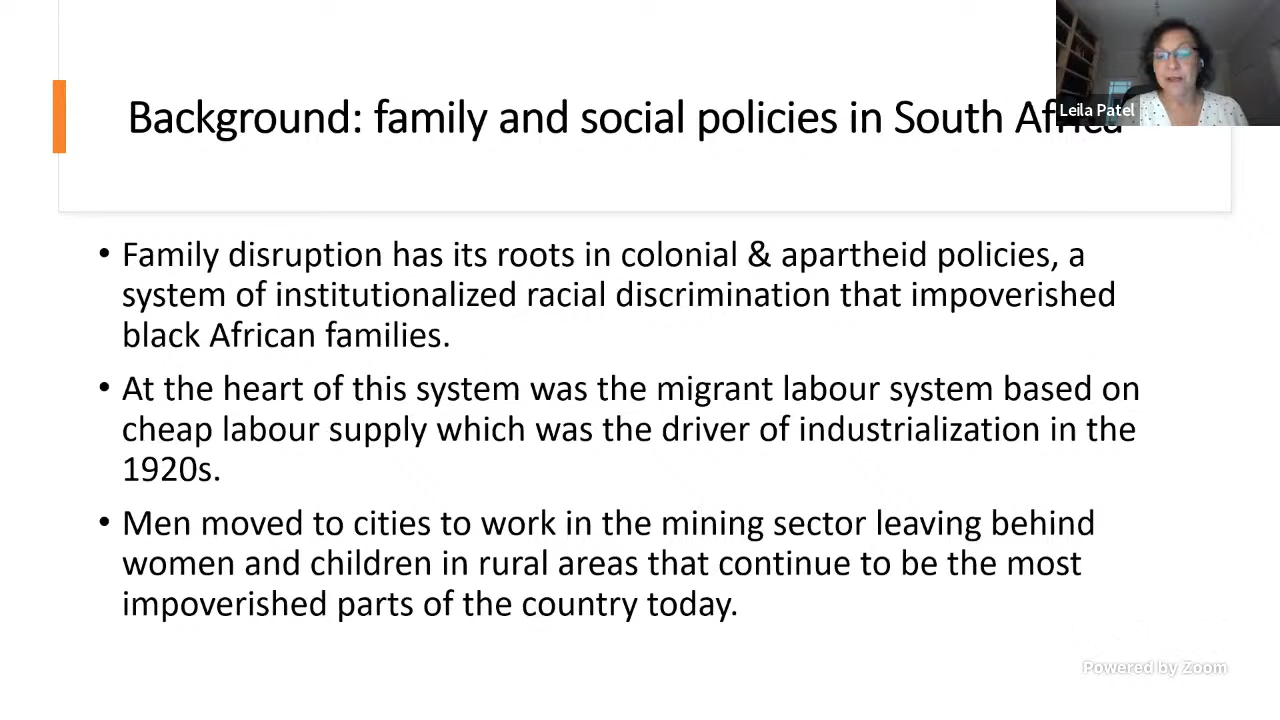 Background: family and social policies in South Africa
Leila Patel
• Family disruption has its roots in colonial & apartheid policies, a
system of institutionalized racial discrimination that impoverished
black African families.
• At the heart of this system was the migrant labour system based on
cheap labour supply which was the driver of industrialization in the
1920s.
• Men moved to cities to work in the mining sector leaving behind
women and children in rural areas that continue to be the most
impoverished parts of the country today.
Powered by Zoom